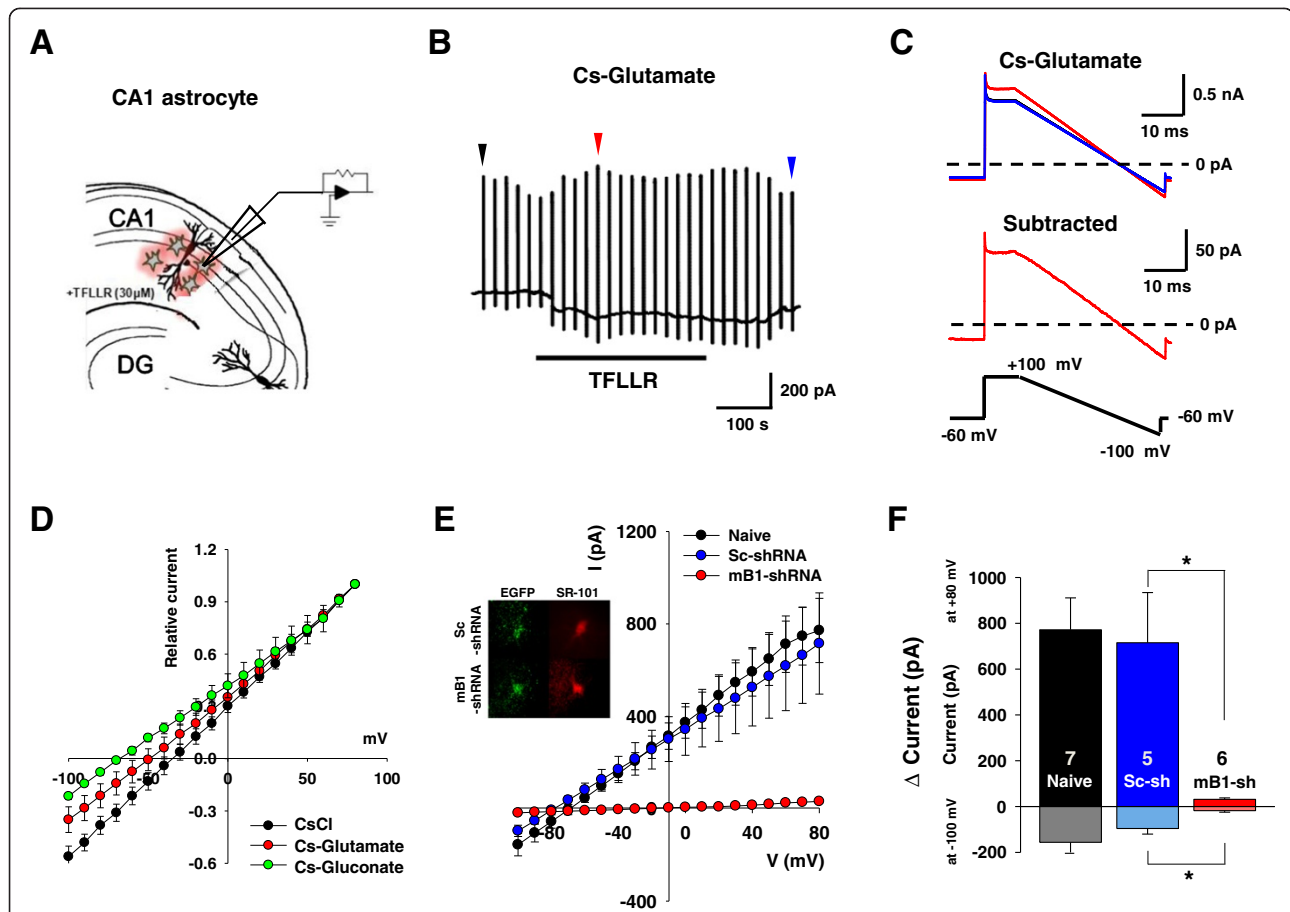 A
CA1 astrocyte
CA1
+TFLLR (30µM)
DG
B
Cs-Glutamate
TFLLR
200 pA
100 s
C
Cs-Glutamate
0.5 nA
10 ms
0 pA
Subtracted
50 pA
10 ms
0 pA
+100 mV
-60 mV
-60 mV
-100 mV
D
Relative current
1.2
0.9
0.6
0.0
-0.3
-0.6
mV
-100
0
50
100
CsCl
Cs-Glutamate
Cs-Gluconate
E
I (pA)
1200
800
400
-400
-80
-40
0
40
80
V (mV)
Naive
Sc-shRNA
mB1-shRNA
EGFP
SR-101
Sc
-shRNA
mB1
-shRNA
F
Δ Current (pA)
Current (pA)
at +80 mV
at -100 mV
1000
800
600
400
200
0
-200
7
Naive
5
Sc-sh
6
mB1-sh
*
*